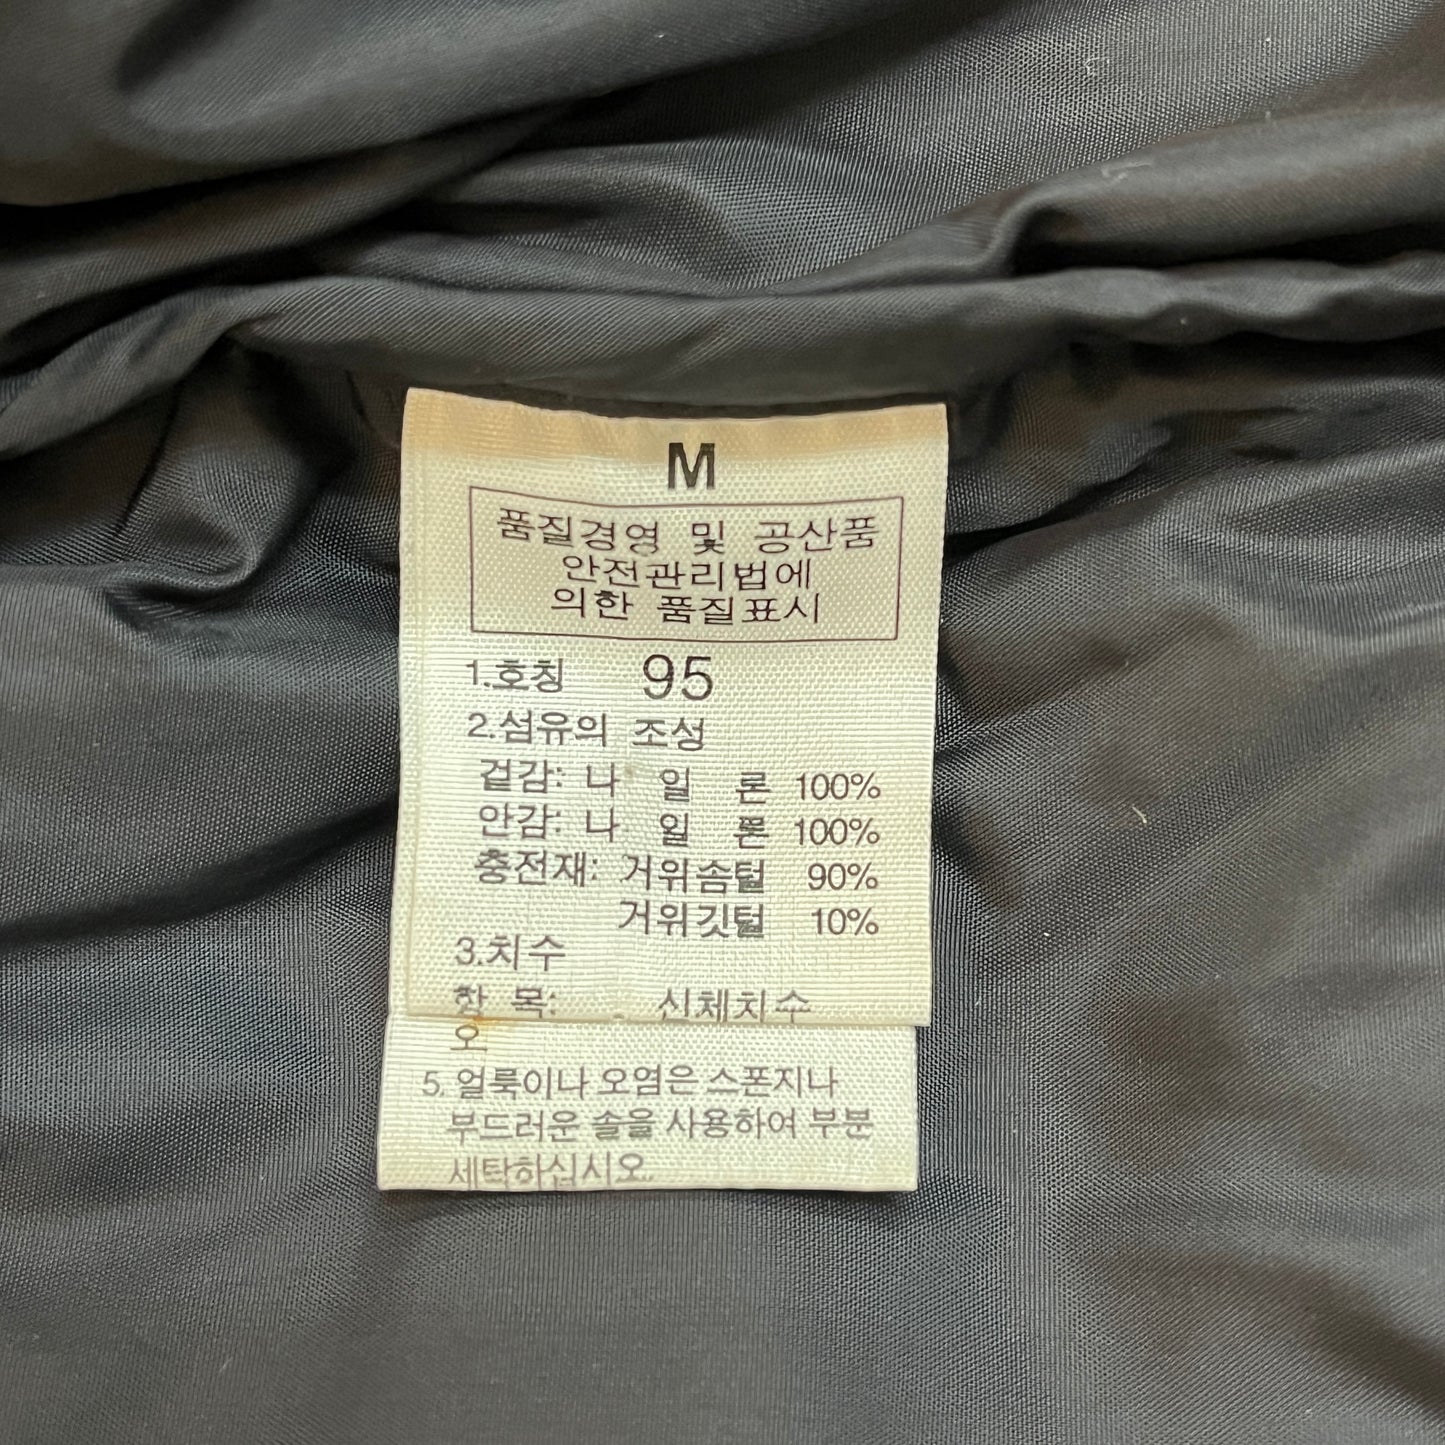 M
품질경영 및 공산품
안전관리법에
의한 품질표시
1.호칭 95
2.섬유의 조성
겉감: 나 일 론 100%
안감: 나 일 론 100%
충전재: 거위솜털 90%
거위깃털 10%
3.치수
항 목: 신체치수
오
5. 얼룩이나 오염은 스폰지나
부드러운 솔을 사용하여 부분
세탁하십시오.